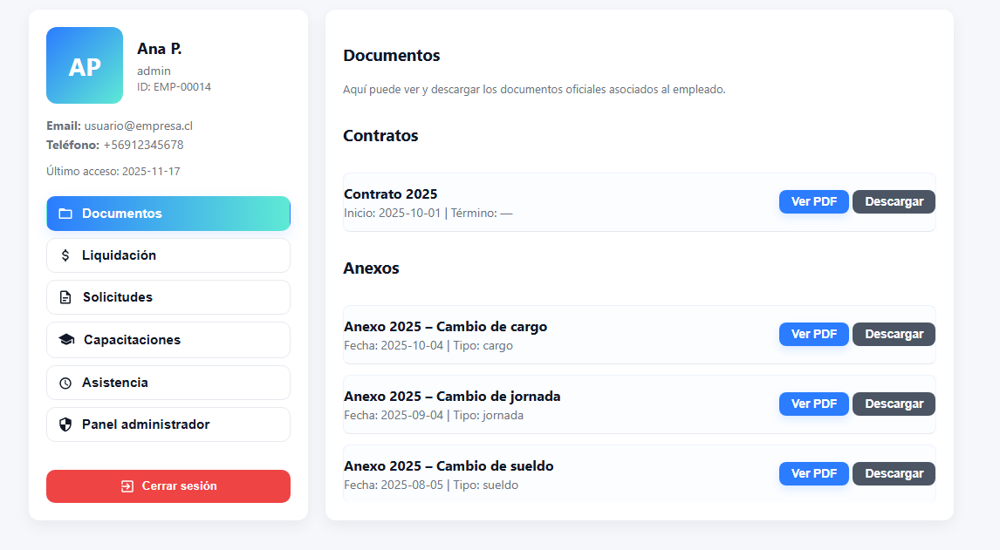 AP
Ana P.
admin
ID: EMP-00014
Email: usuario@empresa.cl
Teléfono: +56912345678
Último acceso: 2025-11-17
Documentos
Liquidación
Solicitudes
Capacitaciones
Asistencia
Panel administrador
Cerrar sesión
Documentos
Aquí puede ver y descargar los documentos oficiales asociados al empleado.
Contratos
Contrato 2025
Inicio: 2025-10-01 | Término: —
Ver PDF Descargar
Anexos
Anexo 2025 – Cambio de cargo
Fecha: 2025-10-04 | Tipo: cargo
Ver PDF Descargar
Anexo 2025 – Cambio de jornada
Fecha: 2025-09-04 | Tipo: jornada
Ver PDF Descargar
Anexo 2025 – Cambio de sueldo
Fecha: 2025-08-05 | Tipo: sueldo
Ver PDF Descargar